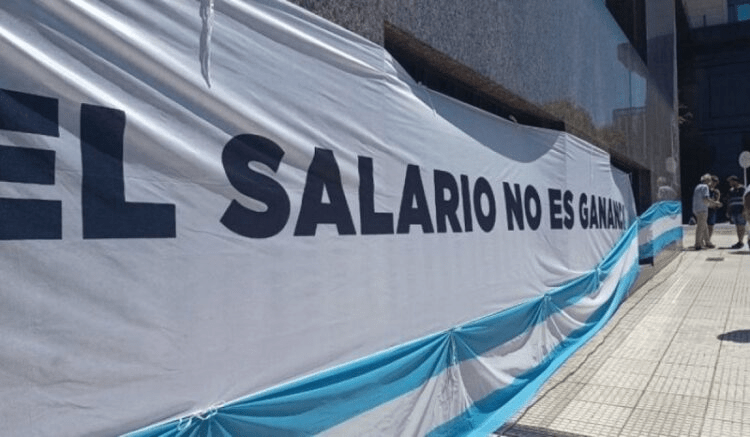 EL SALARIO NO ES GANANC